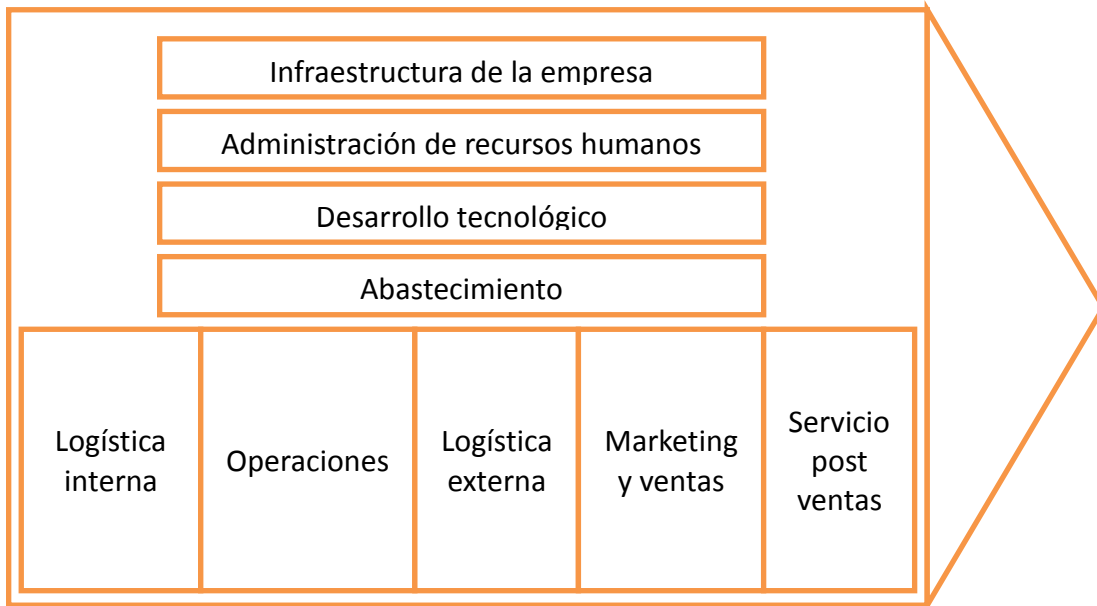 Infraestructura de la empresa
Administración de recursos humanos
Desarrollo tecnológico
Abastecimiento
Logística
interna
Operaciones
Logística
externa
Marketing
y ventas
Servicio
post
ventas